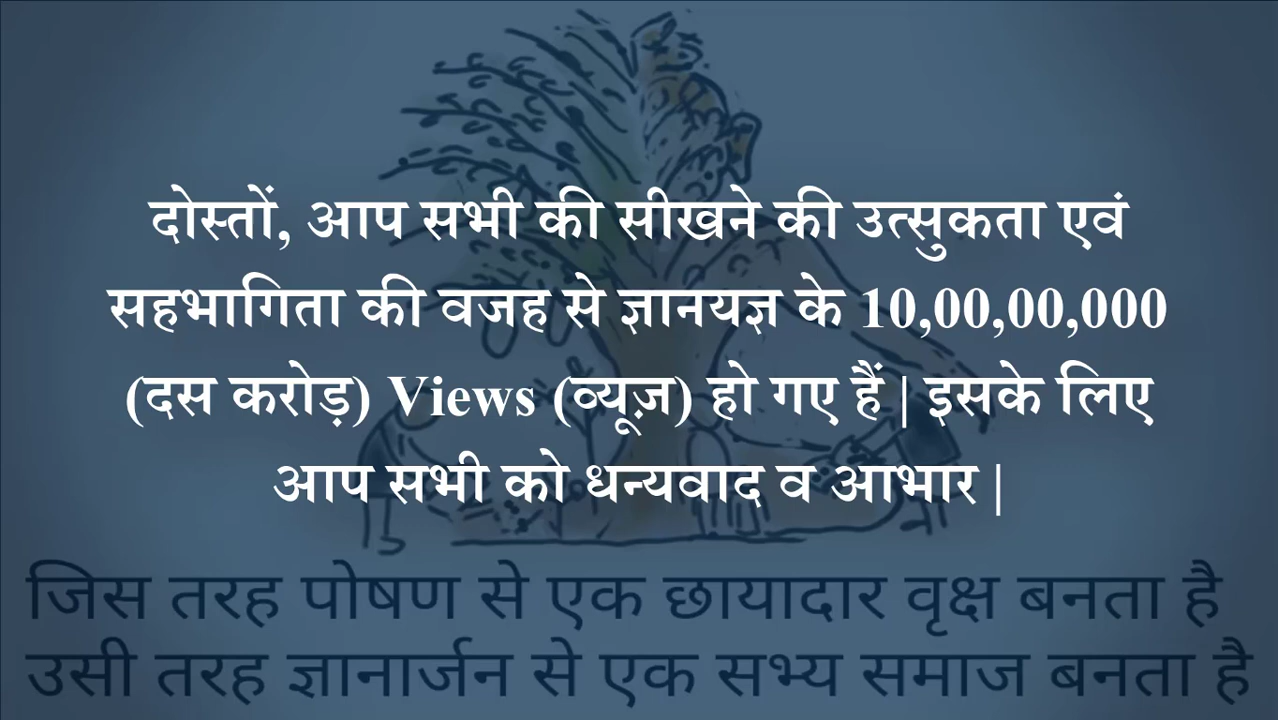 दोस्तों, आप सभी की सीखने की उत्सुकता एवं
सहभागिता की वजह से ज्ञानयज्ञ के 10,00,00,000
(दस करोड़) Views (व्यूज़) हो गए हैं | इसके लिए
आप सभी को धन्यवाद व आभार |
जिस तरह पोषण से एक छायादार वृक्ष बनता है
उसी तरह ज्ञानार्जन से एक सभ्य समाज बनता है